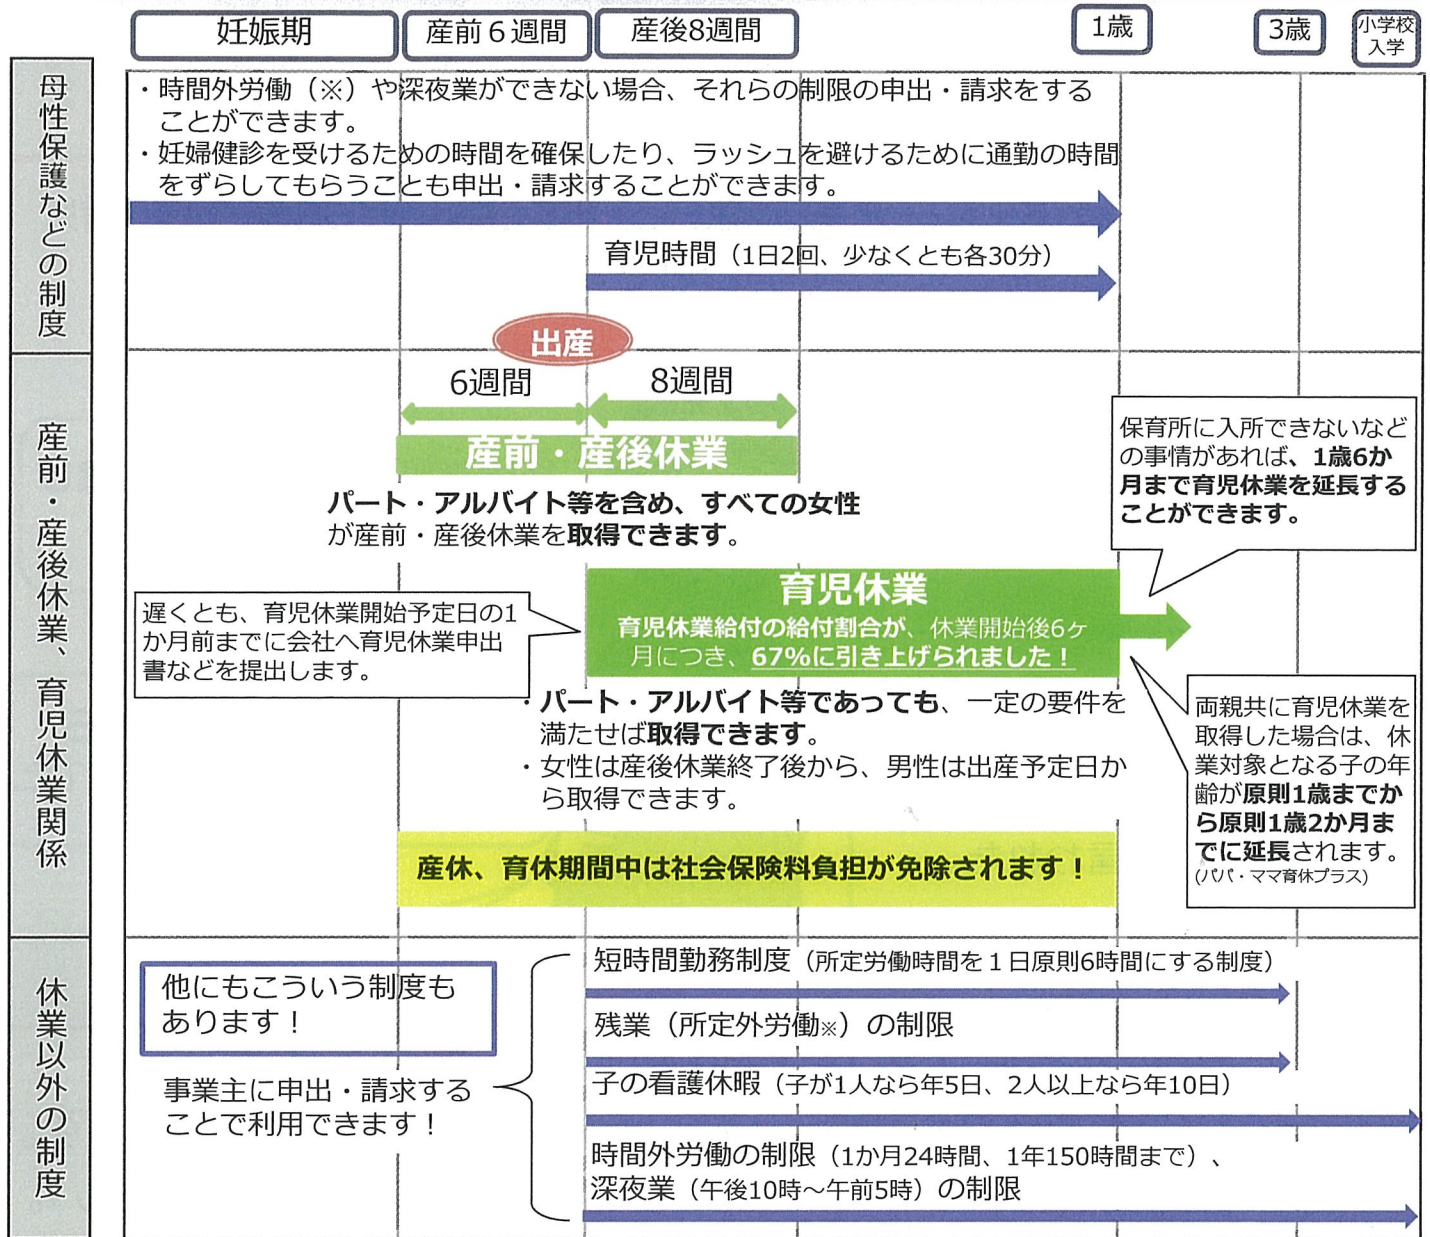 妊娠期
産前６週間
産後8週間
1歳
3歳
小学校
入学
母性保護などの制度
・時間外労働（※）や深夜業ができない場合、それらの制限の申出・請求をする
ことができます。
・妊婦健診を受けるための時間を確保したり、ラッシュを避けるために通勤の時間
をずらしてもらうことも申出・請求することができます。
育児時間（1日2回、少なくとも各30分）
出産
産前・産後休業、育児休業関係
6週間
8週間
産前・産後休業
パート・アルバイト等を含め、すべての女性
が産前・産後休業を取得できます。
保育所に入所できないなど
の事情があれば、1歳6か
月まで育児休業を延長する
ことができます。
遅くとも、育児休業開始予定日の1
か月前までに会社へ育児休業申出
書などを提出します。
育児休業
育児休業給付の給付割合が、休業開始後6ヶ
月につき、67%に引き上げられました！
・パート・アルバイト等であっても、一定の要件を
満たせば取得できます。
・女性は産後休業終了後から、男性は出産予定日か
ら取得できます。
両親共に育児休業を
取得した場合は、休
業対象となる子の年
齢が原則1歳までか
ら原則1歳2か月ま
でに延長されます。
(パパ・ママ育休プラス)
産休、育休期間中は社会保険料負担が免除されます！
休業以外の制度
他にもこういう制度も
あります！
事業主に申出・請求する
ことで利用できます！
短時間勤務制度（所定労働時間を１日原則6時間にする制度）
残業（所定外労働※）の制限
子の看護休暇（子が1人なら年5日、2人以上なら年10日）
時間外労働の制限（1か月24時間、1年150時間まで）、
深夜業（午後10時～午前5時）の制限